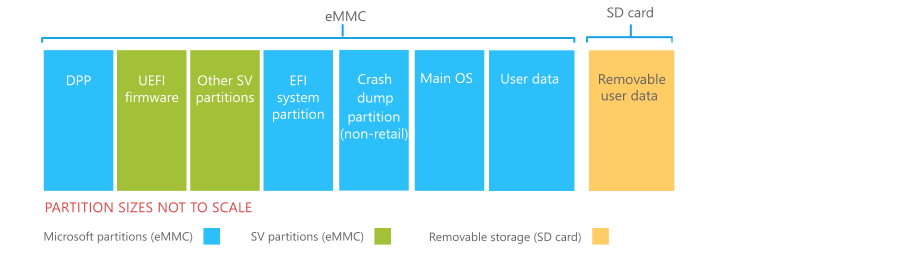 eMMC
SD card
DPP
UEFI
firmware
Other SV
partitions
EFI
system
partition
Crash
dump
partition
(non-retail)
Main OS
User data
Removable
user data
PARTITION SIZES NOT TO SCALE
Microsoft partitions (eMMC)
SV partitions (eMMC)
Removable storage (SD card)